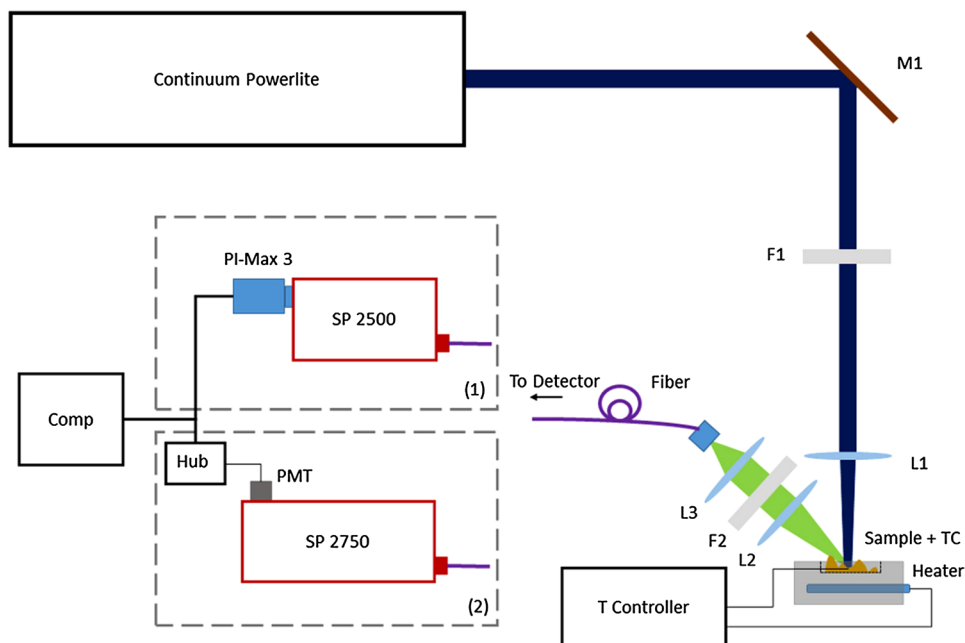 Continuum Powerlite
M1
F1
PI-Max 3
SP 2500
(1)
To Detector
Fiber
Comp
Hub
PMT
SP 2750
(2)
L1
L3
F2
L2
Sample + TC
Heater
T Controller